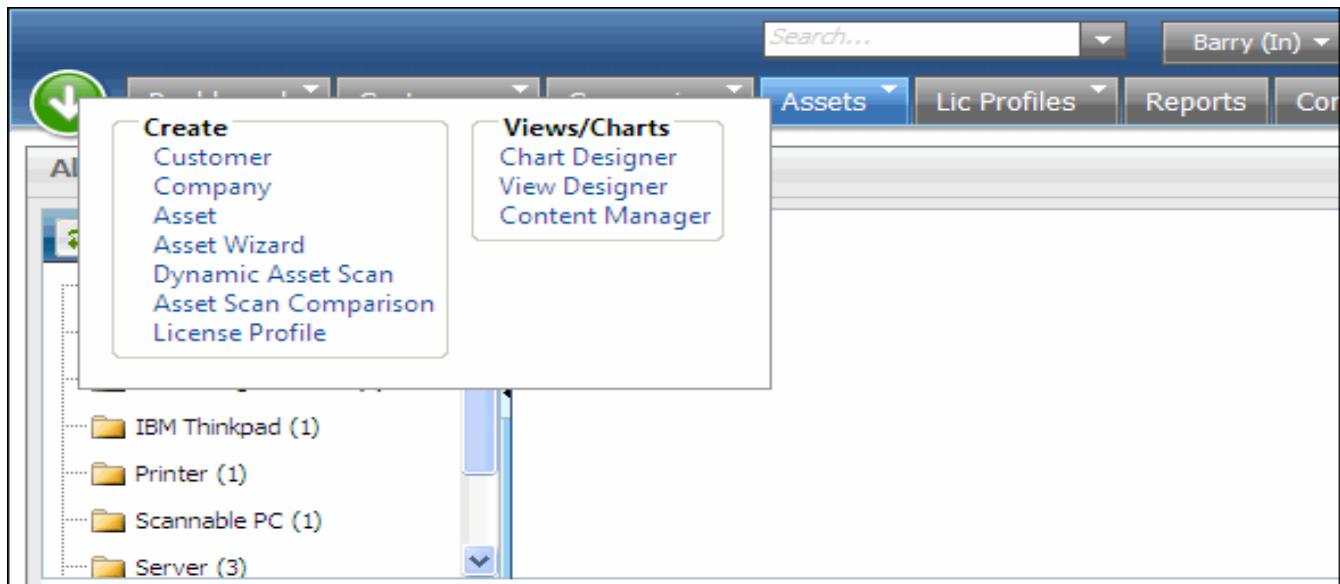 Search...
Barry (In)
Assets
Lic Profiles
Reports
Create
Customer
Company
Asset
Asset Wizard
Dynamic Asset Scan
Asset Scan Comparison
License Profile
Views/Charts
Chart Designer
View Designer
Content Manager
IBM Thinkpad (1)
Printer (1)
Scannable PC (1)
Server (3)